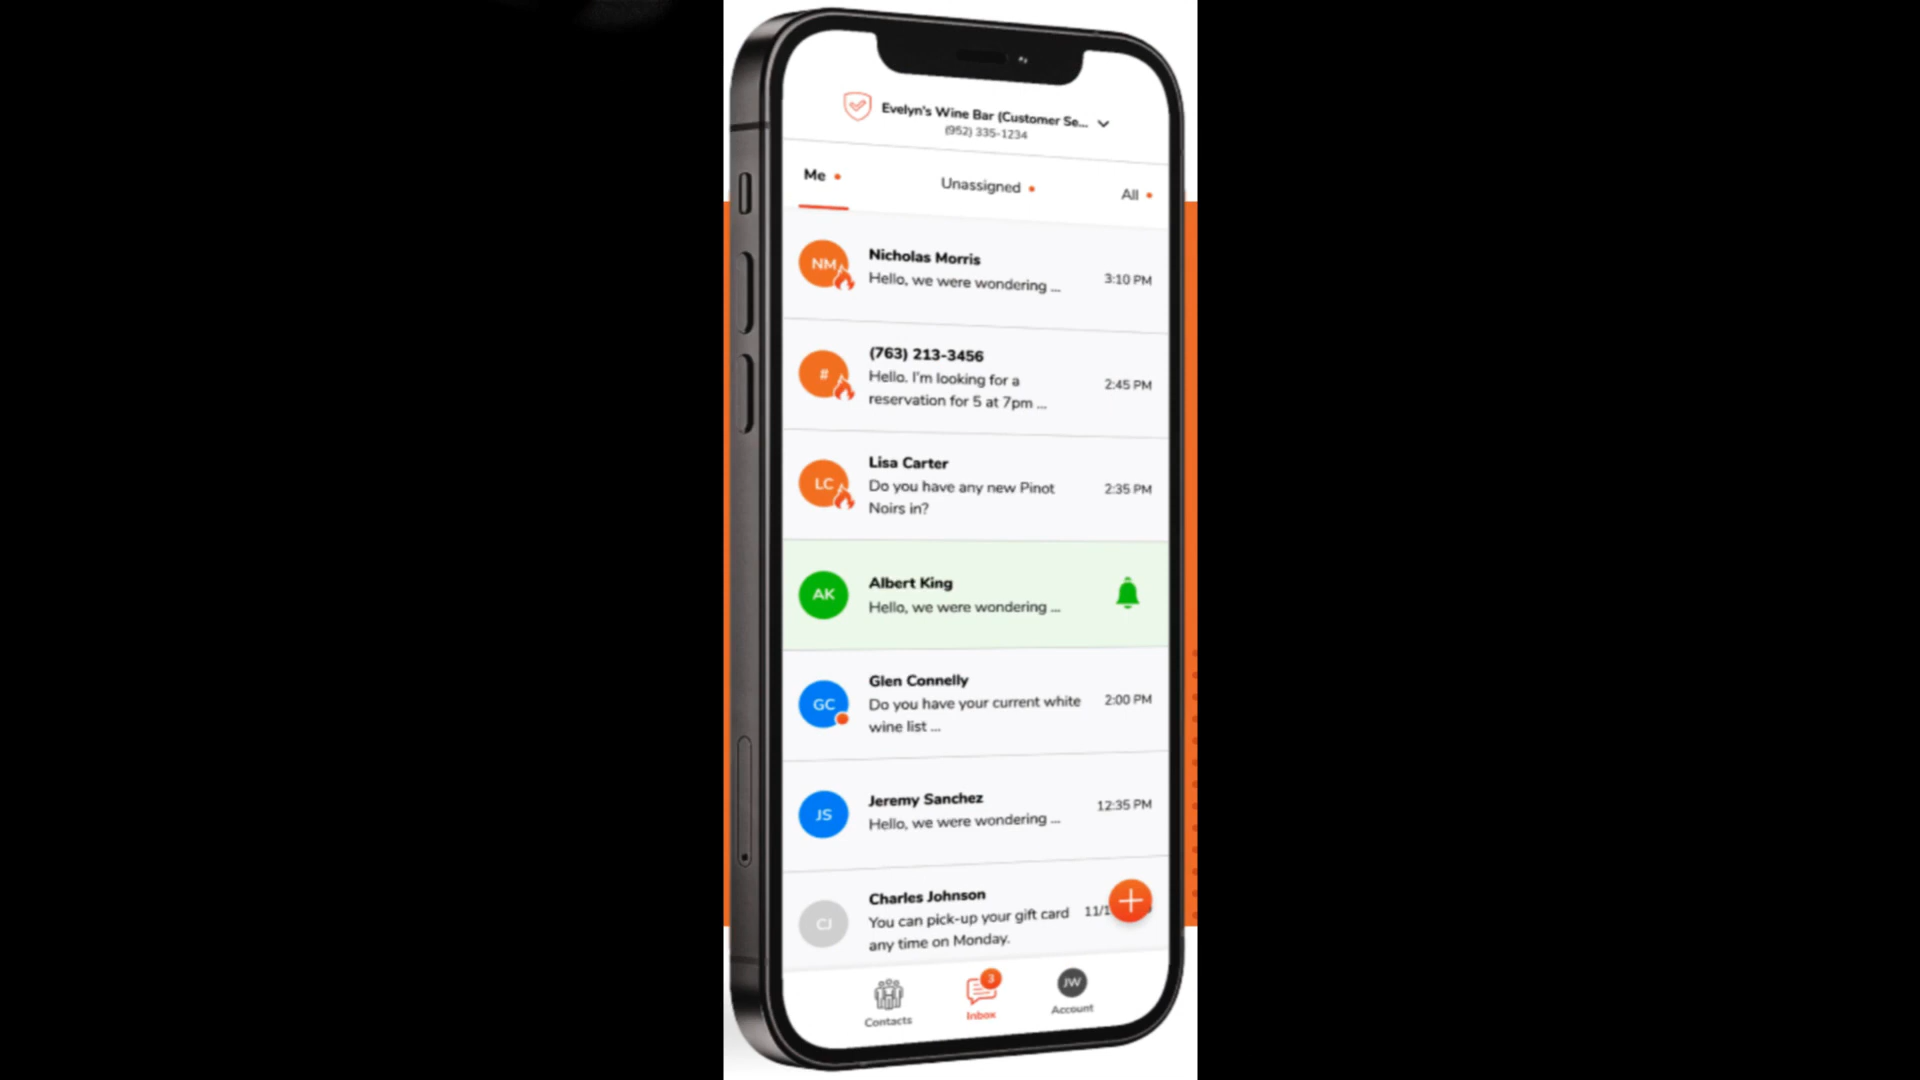 Evelyn's Wine Bar (Customer Se...
(952) 335-1234
Me
Unassigned
All
NM
Nicholas Morris
Hello, we were wondering ...
3:10 PM
#
(763) 213-3456
Hello. I'm looking for a
reservation for 5 at 7pm ...
2:45 PM
LC
Lisa Carter
Do you have any new Pinot
Noirs in?
2:35 PM
AK
Albert King
Hello, we were wondering ...
GC
Glen Connelly
Do you have your current white
wine list ...
2:00 PM
JS
Jeremy Sanchez
Hello, we were wondering ...
12:35 PM
CJ
Charles Johnson
You can pick-up your gift card
any time on Monday.
11/1
Contacts
3
Inbox
JW
Account